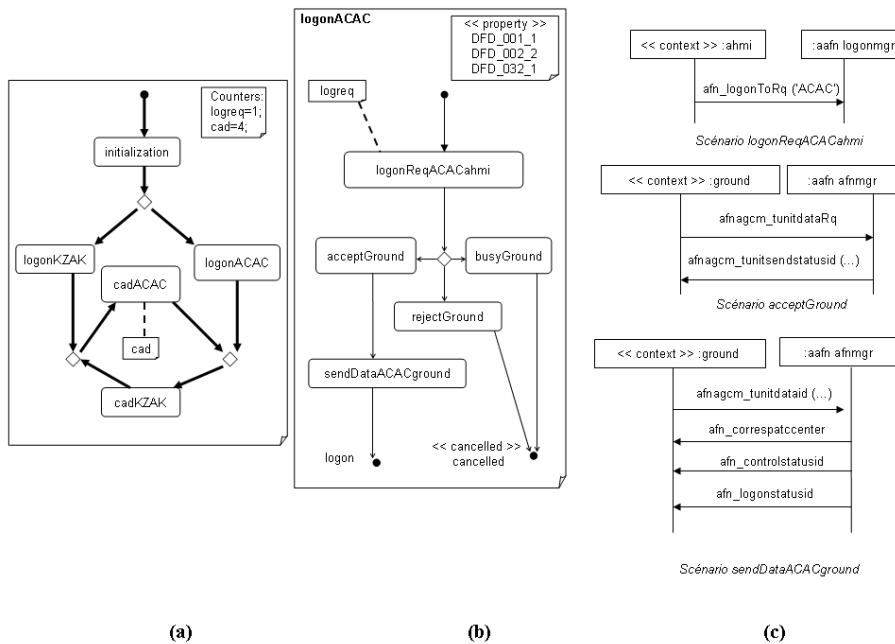 Counters:
logreq=1;
cad=4;
initialization
logonKZAK
logonACAC
cadACAC
cad
cadKZAK
(a)
logonACAC
<< property >>
DFD_001_1
DFD_002_2
DFD_032_1
logreq
logonReqACACahmi
acceptGround
busyGround
rejectGround
sendDataACACground
logon
<< cancelled >>
cancelled
(b)
<< context >> :ahmi
:aafn logonmgr
afn_logonToRq ('ACAC')
Scénario logonReqACACahmi
<< context >> :ground
:aafn afnmgr
afnagcm_tunitdataRq
afnagcm_tunitsendstatusid (...)
Scénario acceptGround
<< context >> :ground
:aafn afnmgr
afnagcm_tunitdataid (...)
afn_correspatccenter
afn_controlstatusid
afn_logonstatusid
Scénario sendDataACACground
(c)